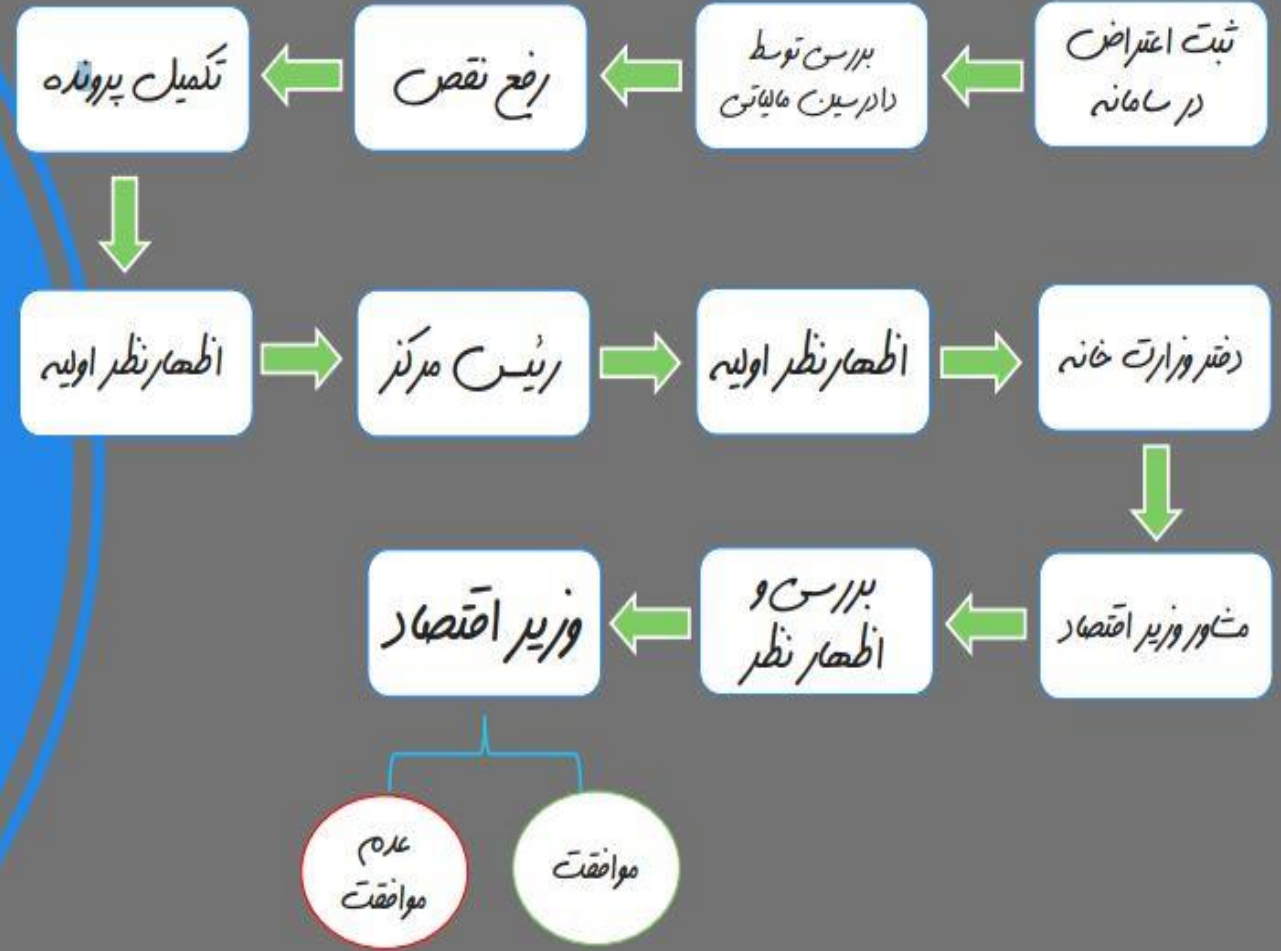 ثبت اعتراض
در سامانه
بررسی توسط
دادرسین مالیاتی
رفع نقص
تکمیل پرونده
اظهار نظر اولیه
رئیس مرکز
اظهار نظر اولیه
دفتر وزارت خانه
مشاور وزیر اقتصاد
بررسی و
اظهار نظر
وزیر اقتصاد
موافقت
عدم
موافقت